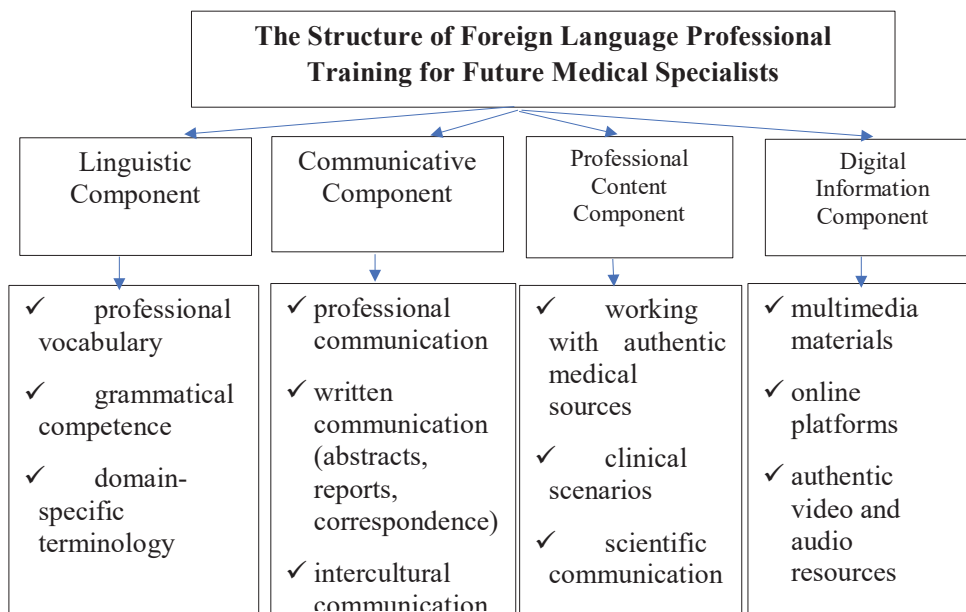 The Structure of Foreign Language Professional
Training for Future Medical Specialists
Linguistic
Component
Communicative
Component
Professional
Content
Component
Digital
Information
Component
✓ professional
vocabulary
✓ grammatical
competence
✓ domain-
specific
terminology
✓ professional
communication
✓ written
communication
(abstracts,
reports,
correspondence)
✓ intercultural
communication
✓ working
with authentic
medical
sources
✓ clinical
scenarios
✓ scientific
communication
✓ multimedia
materials
✓ online
platforms
✓ authentic
video and
audio
resources